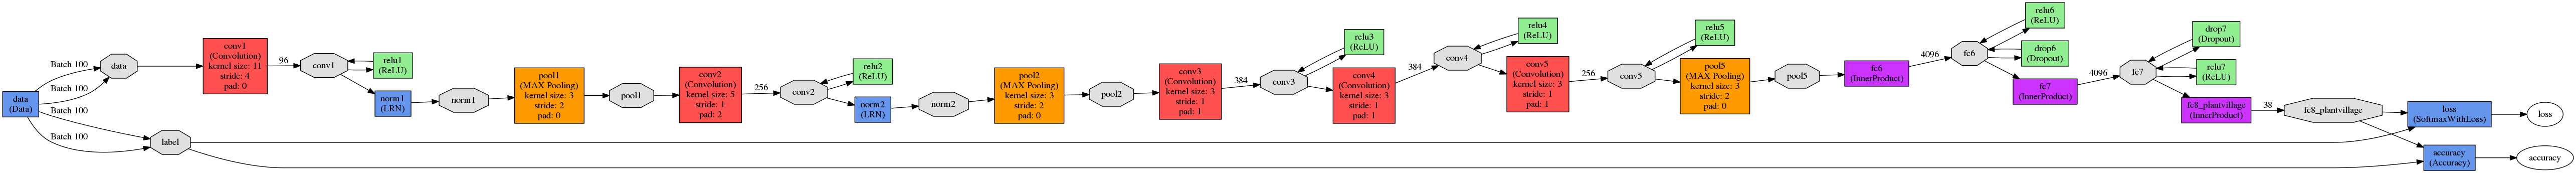 data
(Data)
Batch 100
Batch 100
Batch 100
Batch 100
data
label
conv1
(Convolution)
kernel size: 11
stride: 4
pad: 0
96
conv1
relu1
(ReLU)
norm1
(LRN)
norm1
pool1
(MAX Pooling)
kernel size: 3
stride: 2
pad: 0
pool1
conv2
(Convolution)
kernel size: 5
stride: 1
pad: 2
256
conv2
relu2
(ReLU)
norm2
(LRN)
norm2
pool2
(MAX Pooling)
kernel size: 3
stride: 2
pad: 0
pool2
conv3
(Convolution)
kernel size: 3
stride: 1
pad: 1
384
conv3
relu3
(ReLU)
conv4
(Convolution)
kernel size: 3
stride: 1
pad: 1
384
conv4
relu4
(ReLU)
conv5
(Convolution)
kernel size: 3
stride: 1
pad: 1
256
conv5
relu5
(ReLU)
pool5
(MAX Pooling)
kernel size: 3
stride: 2
pad: 0
pool5
fc6
(InnerProduct)
4096
fc6
relu6
(ReLU)
drop6
(Dropout)
fc7
(InnerProduct)
4096
fc7
drop7
(Dropout)
relu7
(ReLU)
fc8_plantvillage
(InnerProduct)
38
fc8_plantvillage
loss
(SoftmaxWithLoss)
loss
accuracy
(Accuracy)
accuracy